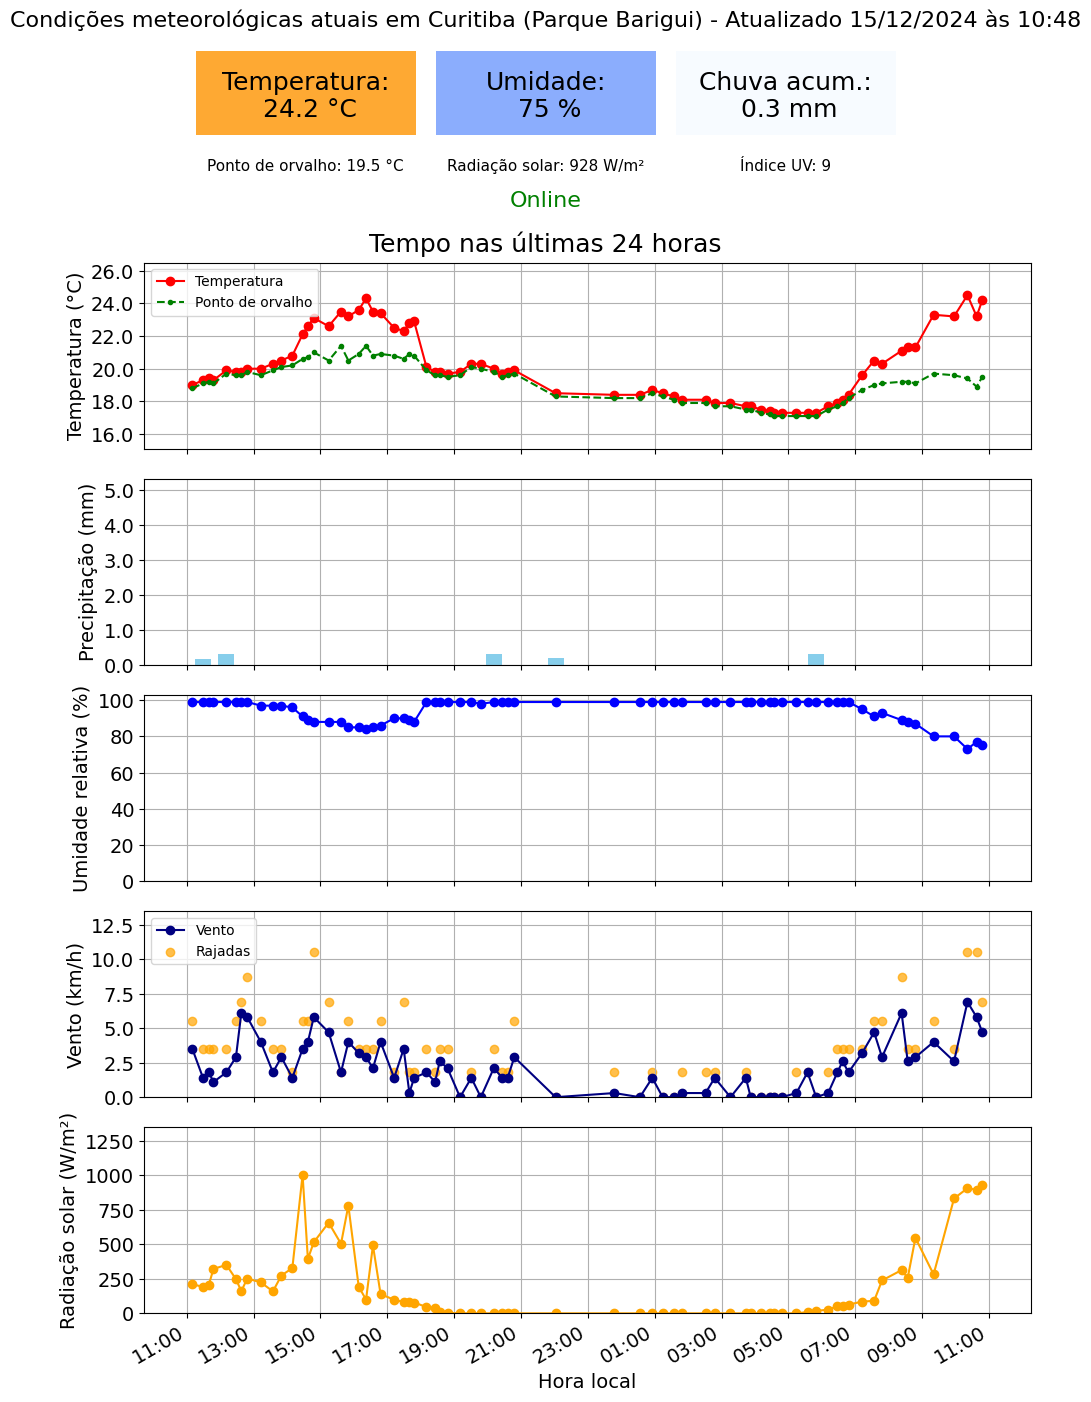 Condições meteorológicas atuais em Curitiba (Parque Barigui) - Atualizado 15/12/2024 às 10:48
Temperatura:
24.2 °C
Umidade:
75 %
Chuva acum.:
0.3 mm
Ponto de orvalho: 19.5 °C
Radiação solar: 928 W/m²
Índice UV: 9
Online
Tempo nas últimas 24 horas
Temperatura (°C)
26.0
24.0
22.0
20.0
18.0
16.0
Temperatura
Ponto de orvalho
Precipitação (mm)
5.0
4.0
3.0
2.0
1.0
0.0
Umidade relativa (%)
100
80
60
40
20
0
Vento (km/h)
12.5
10.0
7.5
5.0
2.5
0.0
Vento
Rajadas
Radiação solar (W/m²)
1250
1000
750
500
250
0
11:00
13:00
15:00
17:00
19:00
21:00
23:00
01:00
03:00
05:00
07:00
09:00
11:00
Hora local